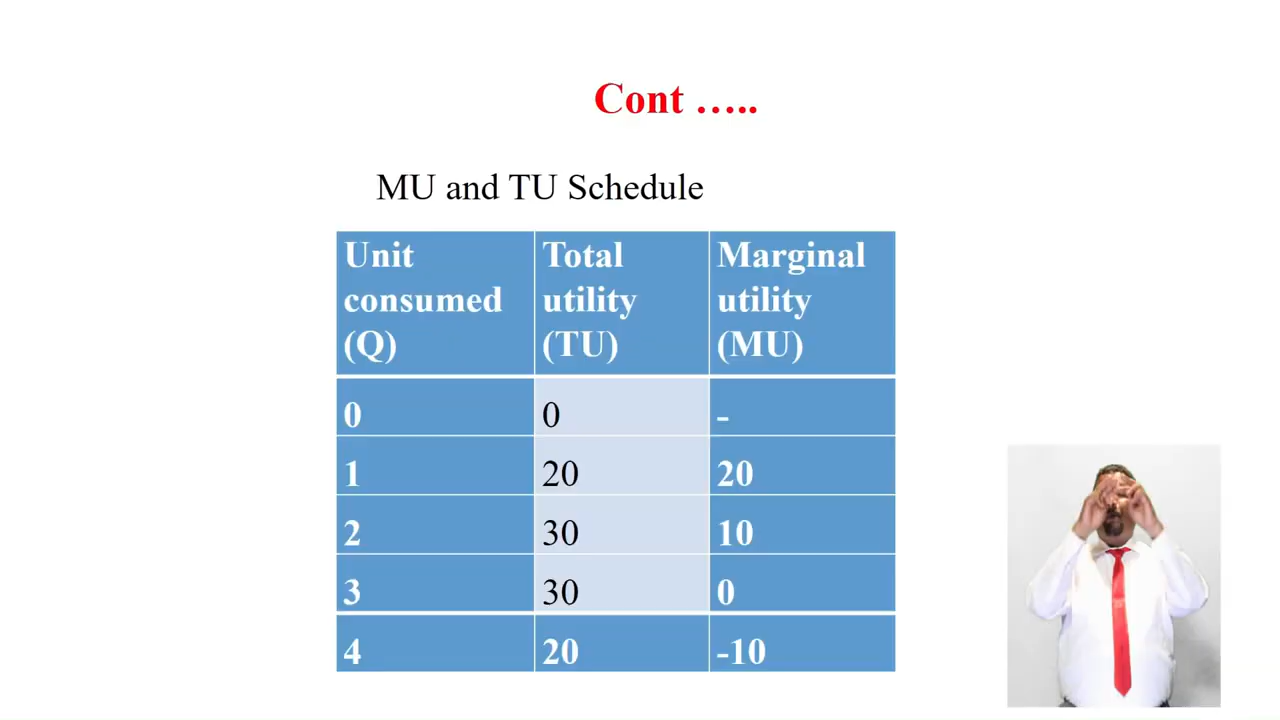 Cont …..
MU and TU Schedule
Unit consumed (Q) Total utility (TU) Marginal utility (MU)
0 0 -
1 20 20
2 30 10
3 30 0
4 20 -10